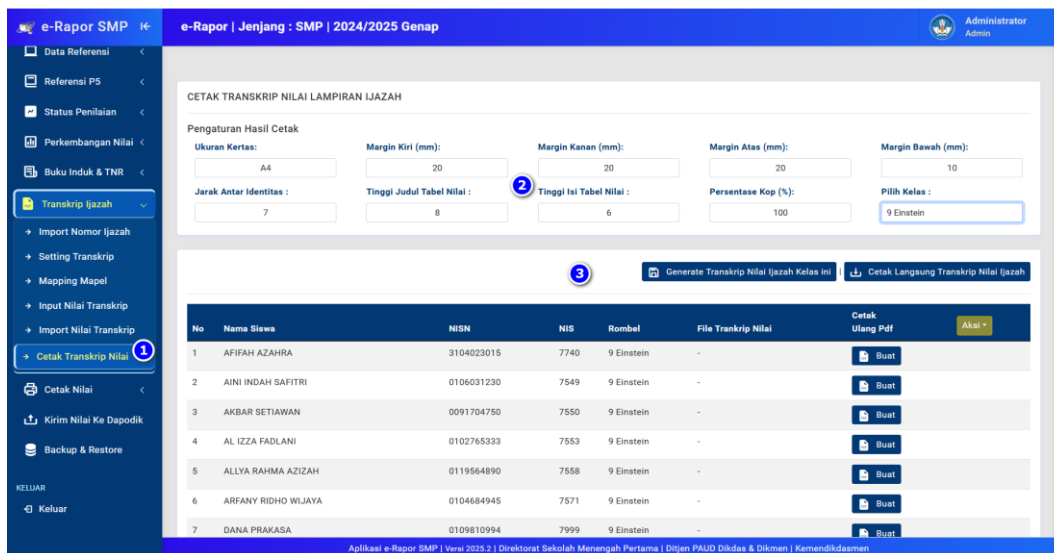 e-Rapor SMP
e-Rapor | Jenjang : SMP | 2024/2025 Genap
Administrator
Admin
Data Referensi
Referensi P5
Status Penilaian
Perkembangan Nilai
Buku Induk & TNR
Transkrip Ijazah
Import Nomor Ijazah
Setting Transkrip
Mapping Mapel
Input Nilai Transkrip
Import Nilai Transkrip
Cetak Transkrip Nilai 1
Cetak Nilai
Kirim Nilai Ke Dapodik
Backup & Restore
KELUAR
Keluar
CETAK TRANSKRIP NILAI LAMPIRAN IJAZAH
Pengaturan Hasil Cetak
Ukuran Kertas: Margin Kiri (mm): Margin Kanan (mm): Margin Atas (mm): Margin Bawah (mm):
A4 20 20 20 10
Jarak Antar Identitas : Tinggi Judul Tabel Nilai : 2 Tinggi Isi Tabel Nilai : Persentase Kop (%): Pilih Kelas :
7 8 6 100 9 Einstein
3 Generate Transkrip Nilai Ijazah Kelas ini | Cetak Langsung Transkrip Nilai Ijazah
No Nama Siswa NISN NIS Rombel File Trankrip Nilai Cetak Ulang Pdf Aksi
1 AFIFAH AZAHRA 3104023015 7740 9 Einstein - Buat
2 AINI INDAH SAFITRI 0106031230 7549 9 Einstein - Buat
3 AKBAR SETIAWAN 0091704750 7550 9 Einstein - Buat
4 AL IZZA FADLANI 0102765333 7553 9 Einstein - Buat
5 ALLYA RAHMA AZIZAH 0119564890 7558 9 Einstein - Buat
6 ARFANY RIDHO WIJAYA 0104684945 7571 9 Einstein - Buat
7 DANA PRAKASA 0109810994 7999 9 Einstein - Buat
Aplikasi e-Rapor SMP | Versi 2025.2 | Direktorat Sekolah Menengah Pertama | Ditjen PAUD Dikdas & Dikmen | Kemendikdasmen